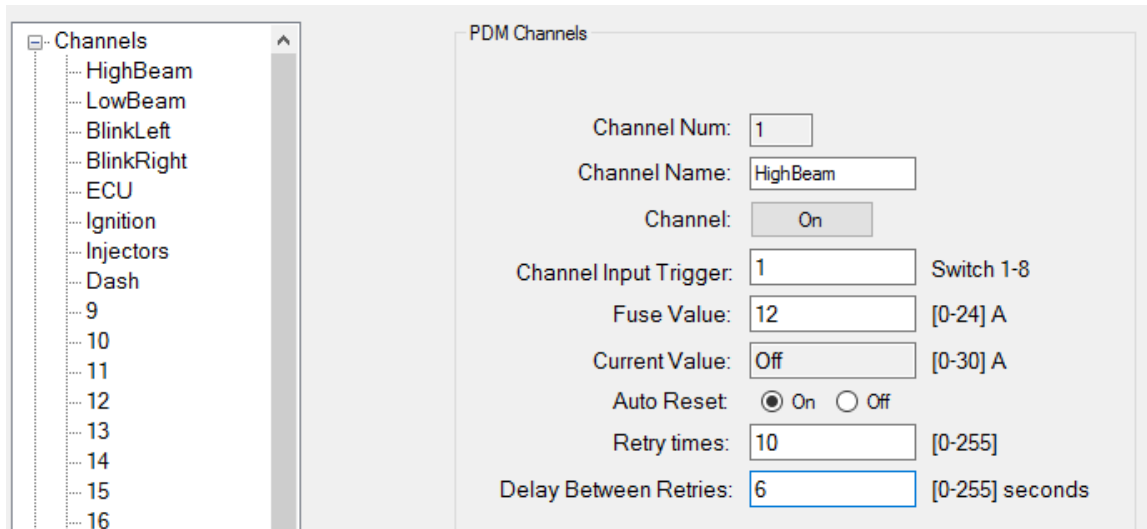 Channels
HighBeam
LowBeam
BlinkLeft
BlinkRight
ECU
Ignition
Injectors
Dash
9
10
11
12
13
14
15
16
PDM Channels
Channel Num: 1
Channel Name: HighBeam
Channel: On
Channel Input Trigger: 1 Switch 1-8
Fuse Value: 12 [0-24] A
Current Value: Off [0-30] A
Auto Reset: On Off
Retry times: 10 [0-255]
Delay Between Retries: 6 [0-255] seconds